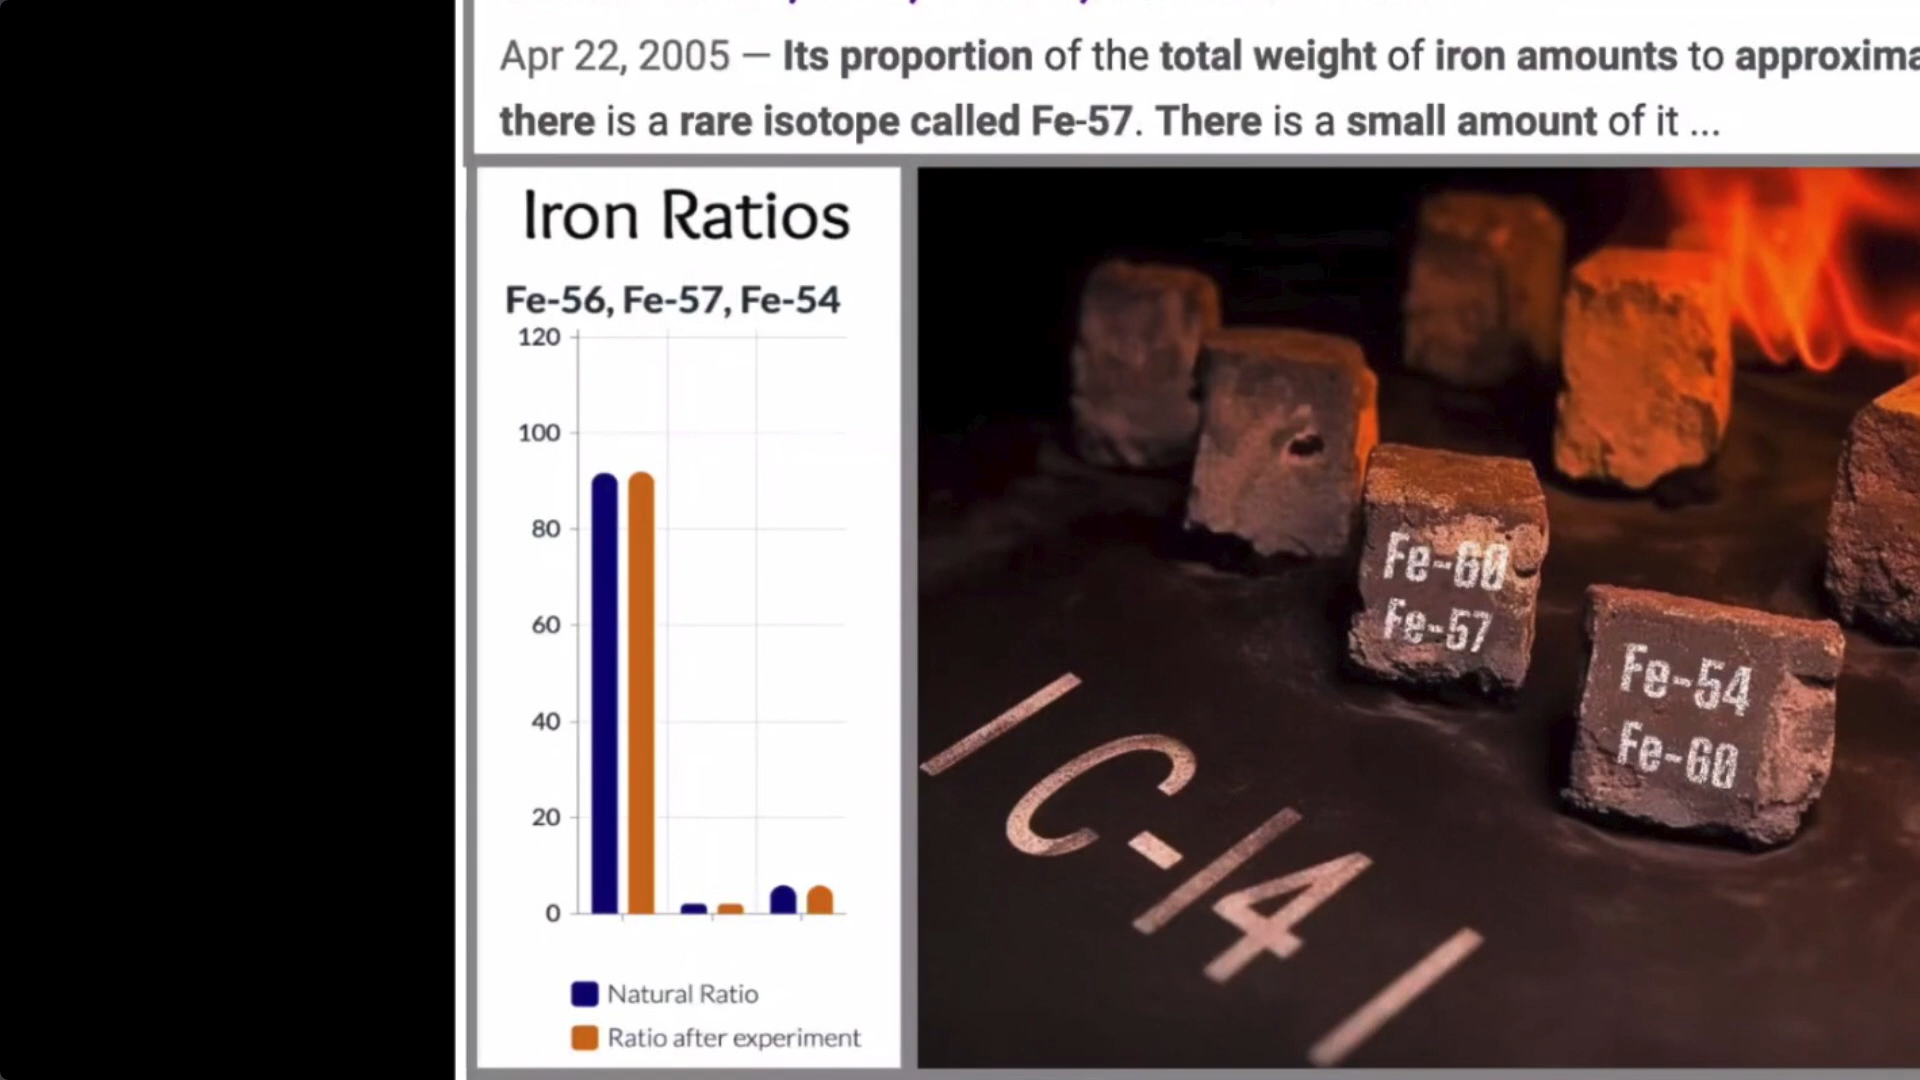 Apr 22, 2005 — Its proportion of the total weight of iron amounts to
there is a rare isotope called Fe-57. There is a small amount of it ...
Iron Ratios
Fe-56, Fe-57, Fe-54
120
100
80
60
40
20
0
Natural Ratio
Ratio after experiment
Fe-60
Fe-57
Fe-54
Fe-60
| C-14 |